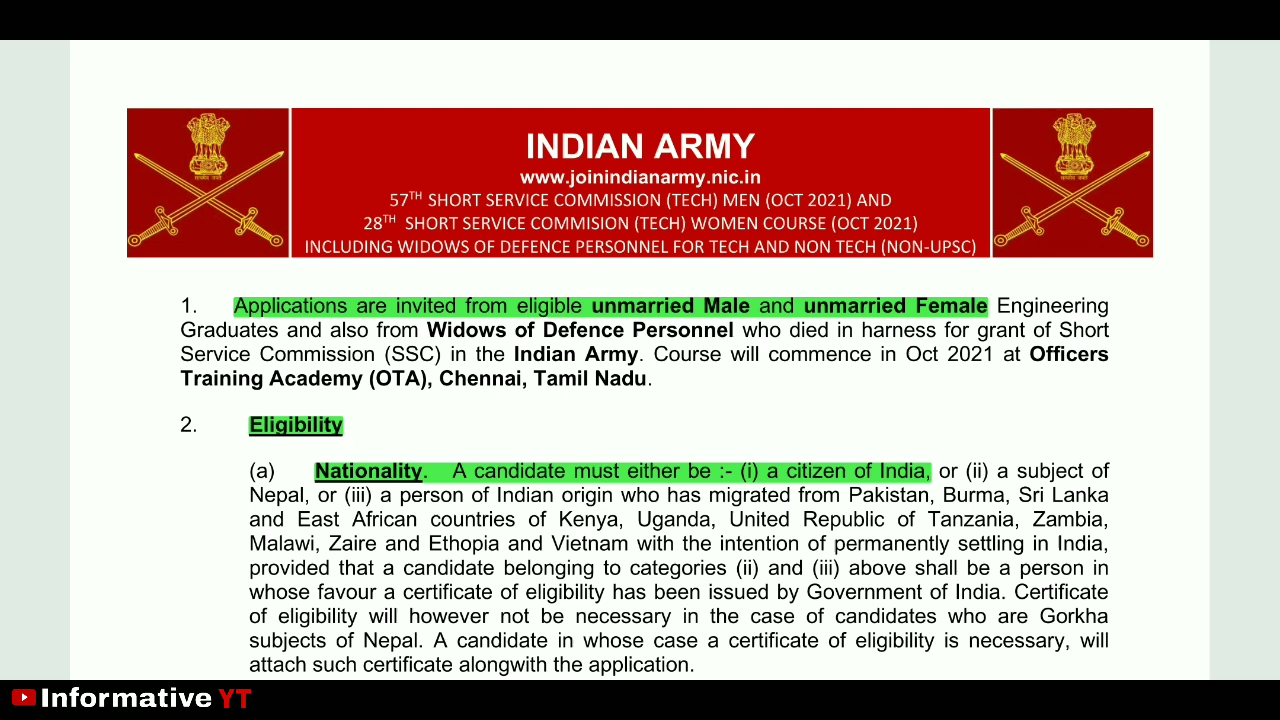 INDIAN ARMY
www.joinindianarmy.nic.in
57TH SHORT SERVICE COMMISSION (TECH) MEN (OCT 2021) AND
28TH SHORT SERVICE COMMISION (TECH) WOMEN COURSE (OCT 2021)
INCLUDING WIDOWS OF DEFENCE PERSONNEL FOR TECH AND NON TECH (NON-UPSC)
1. Applications are invited from eligible unmarried Male and unmarried Female Engineering
Graduates and also from Widows of Defence Personnel who died in harness for grant of Short
Service Commission (SSC) in the Indian Army. Course will commence in Oct 2021 at Officers
Training Academy (OTA), Chennai, Tamil Nadu.
2. Eligibility
(a) Nationality. A candidate must either be :- (i) a citizen of India, or (ii) a subject of
Nepal, or (iii) a person of Indian origin who has migrated from Pakistan, Burma, Sri Lanka
and East African countries of Kenya, Uganda, United Republic of Tanzania, Zambia,
Malawi, Zaire and Ethopia and Vietnam with the intention of permanently settling in India,
provided that a candidate belonging to categories (ii) and (iii) above shall be a person in
whose favour a certificate of eligibility has been issued by Government of India. Certificate
of eligibility will however not be necessary in the case of candidates who are Gorkha
subjects of Nepal. A candidate in whose case a certificate of eligibility is necessary, will
attach such certificate alongwith the application.
Informative YT